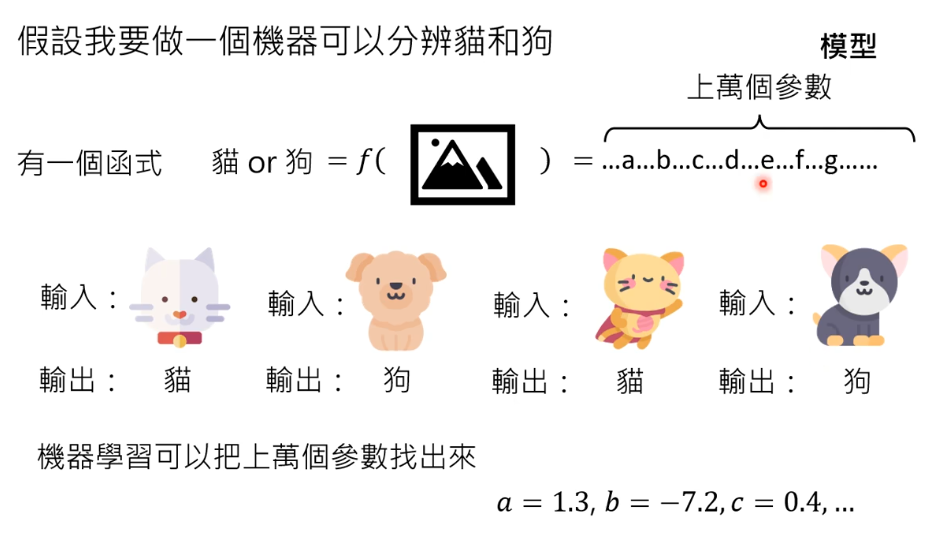 假設我要做一個機器可以分辨貓和狗
模型
上萬個參數
有一個函式 貓 or 狗 = f( ) = …a…b…c…d…e…f…g……
輸入： 輸入： 輸入： 輸入：
輸出： 貓 輸出： 狗 輸出： 貓 輸出： 狗
機器學習可以把上萬個參數找出來
a = 1.3, b = −7.2, c = 0.4, …